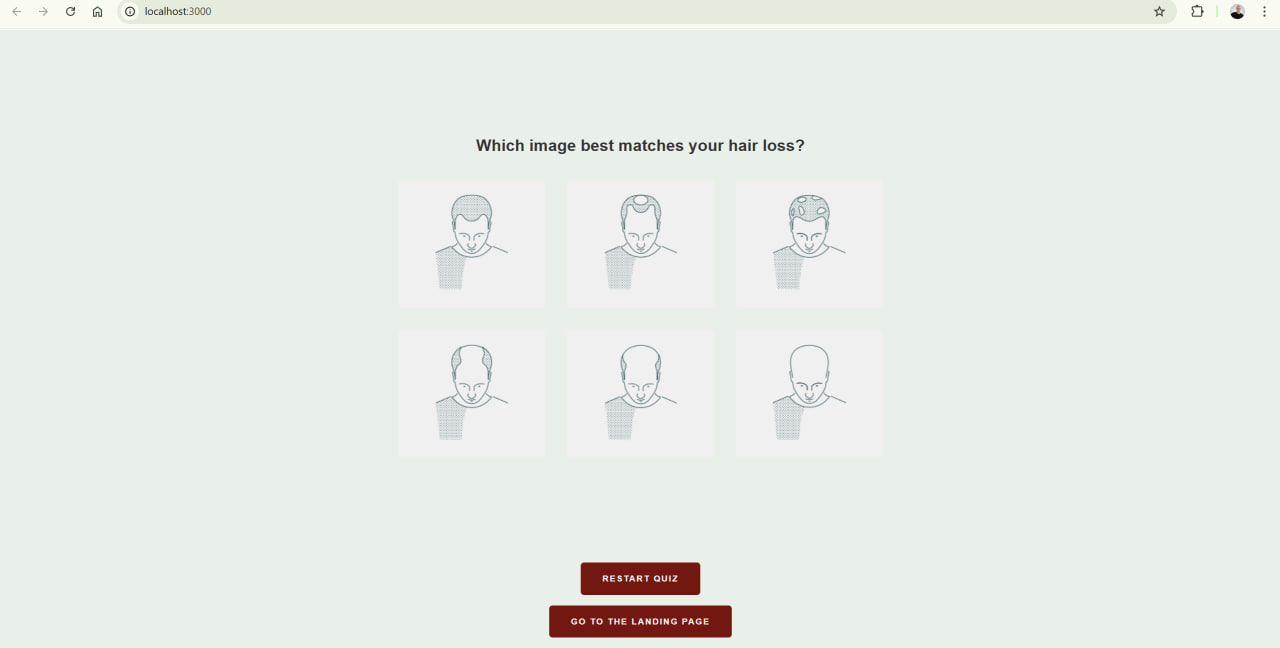 localhost:3000
Which image best matches your hair loss?
RESTART QUIZ
GO TO THE LANDING PAGE